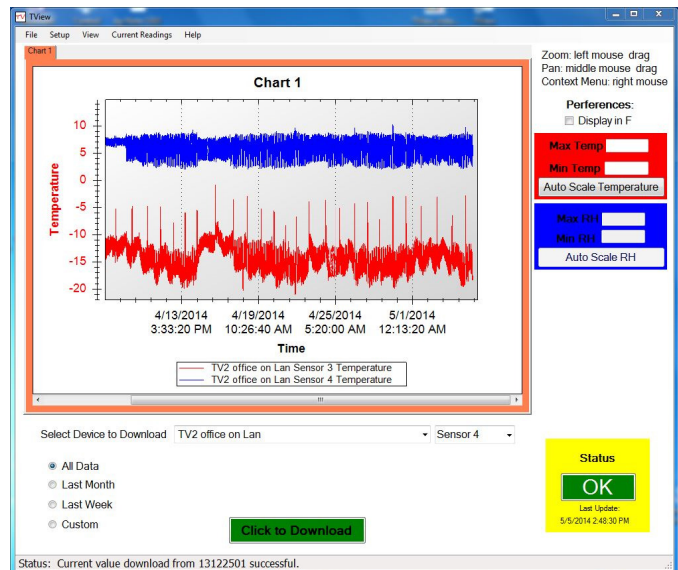 TView
File Setup View Current Readings Help
Chart 1
Zoom: left mouse drag
Pan: middle mouse drag
Context Menu: right mouse
Perferences:
Display in F
Max Temp
Min Temp
Auto Scale Temperature
Max RH
Min RH
Auto Scale RH
Chart 1
Temperature
10
5
0
-5
-10
-15
-20
4/13/2014 4/19/2014 4/25/2014 5/1/2014
3:33:20 PM 10:26:40 AM 5:20:00 AM 12:13:20 AM
Time
TV2 office on Lan Sensor 3 Temperature
TV2 office on Lan Sensor 4 Temperature
Select Device to Download TV2 office on Lan Sensor 4
All Data
Last Month
Last Week
Custom
Click to Download
Status
OK
Last Update:
5/5/2014 2:48:30 PM
Status: Current value download from 13122501 successful.